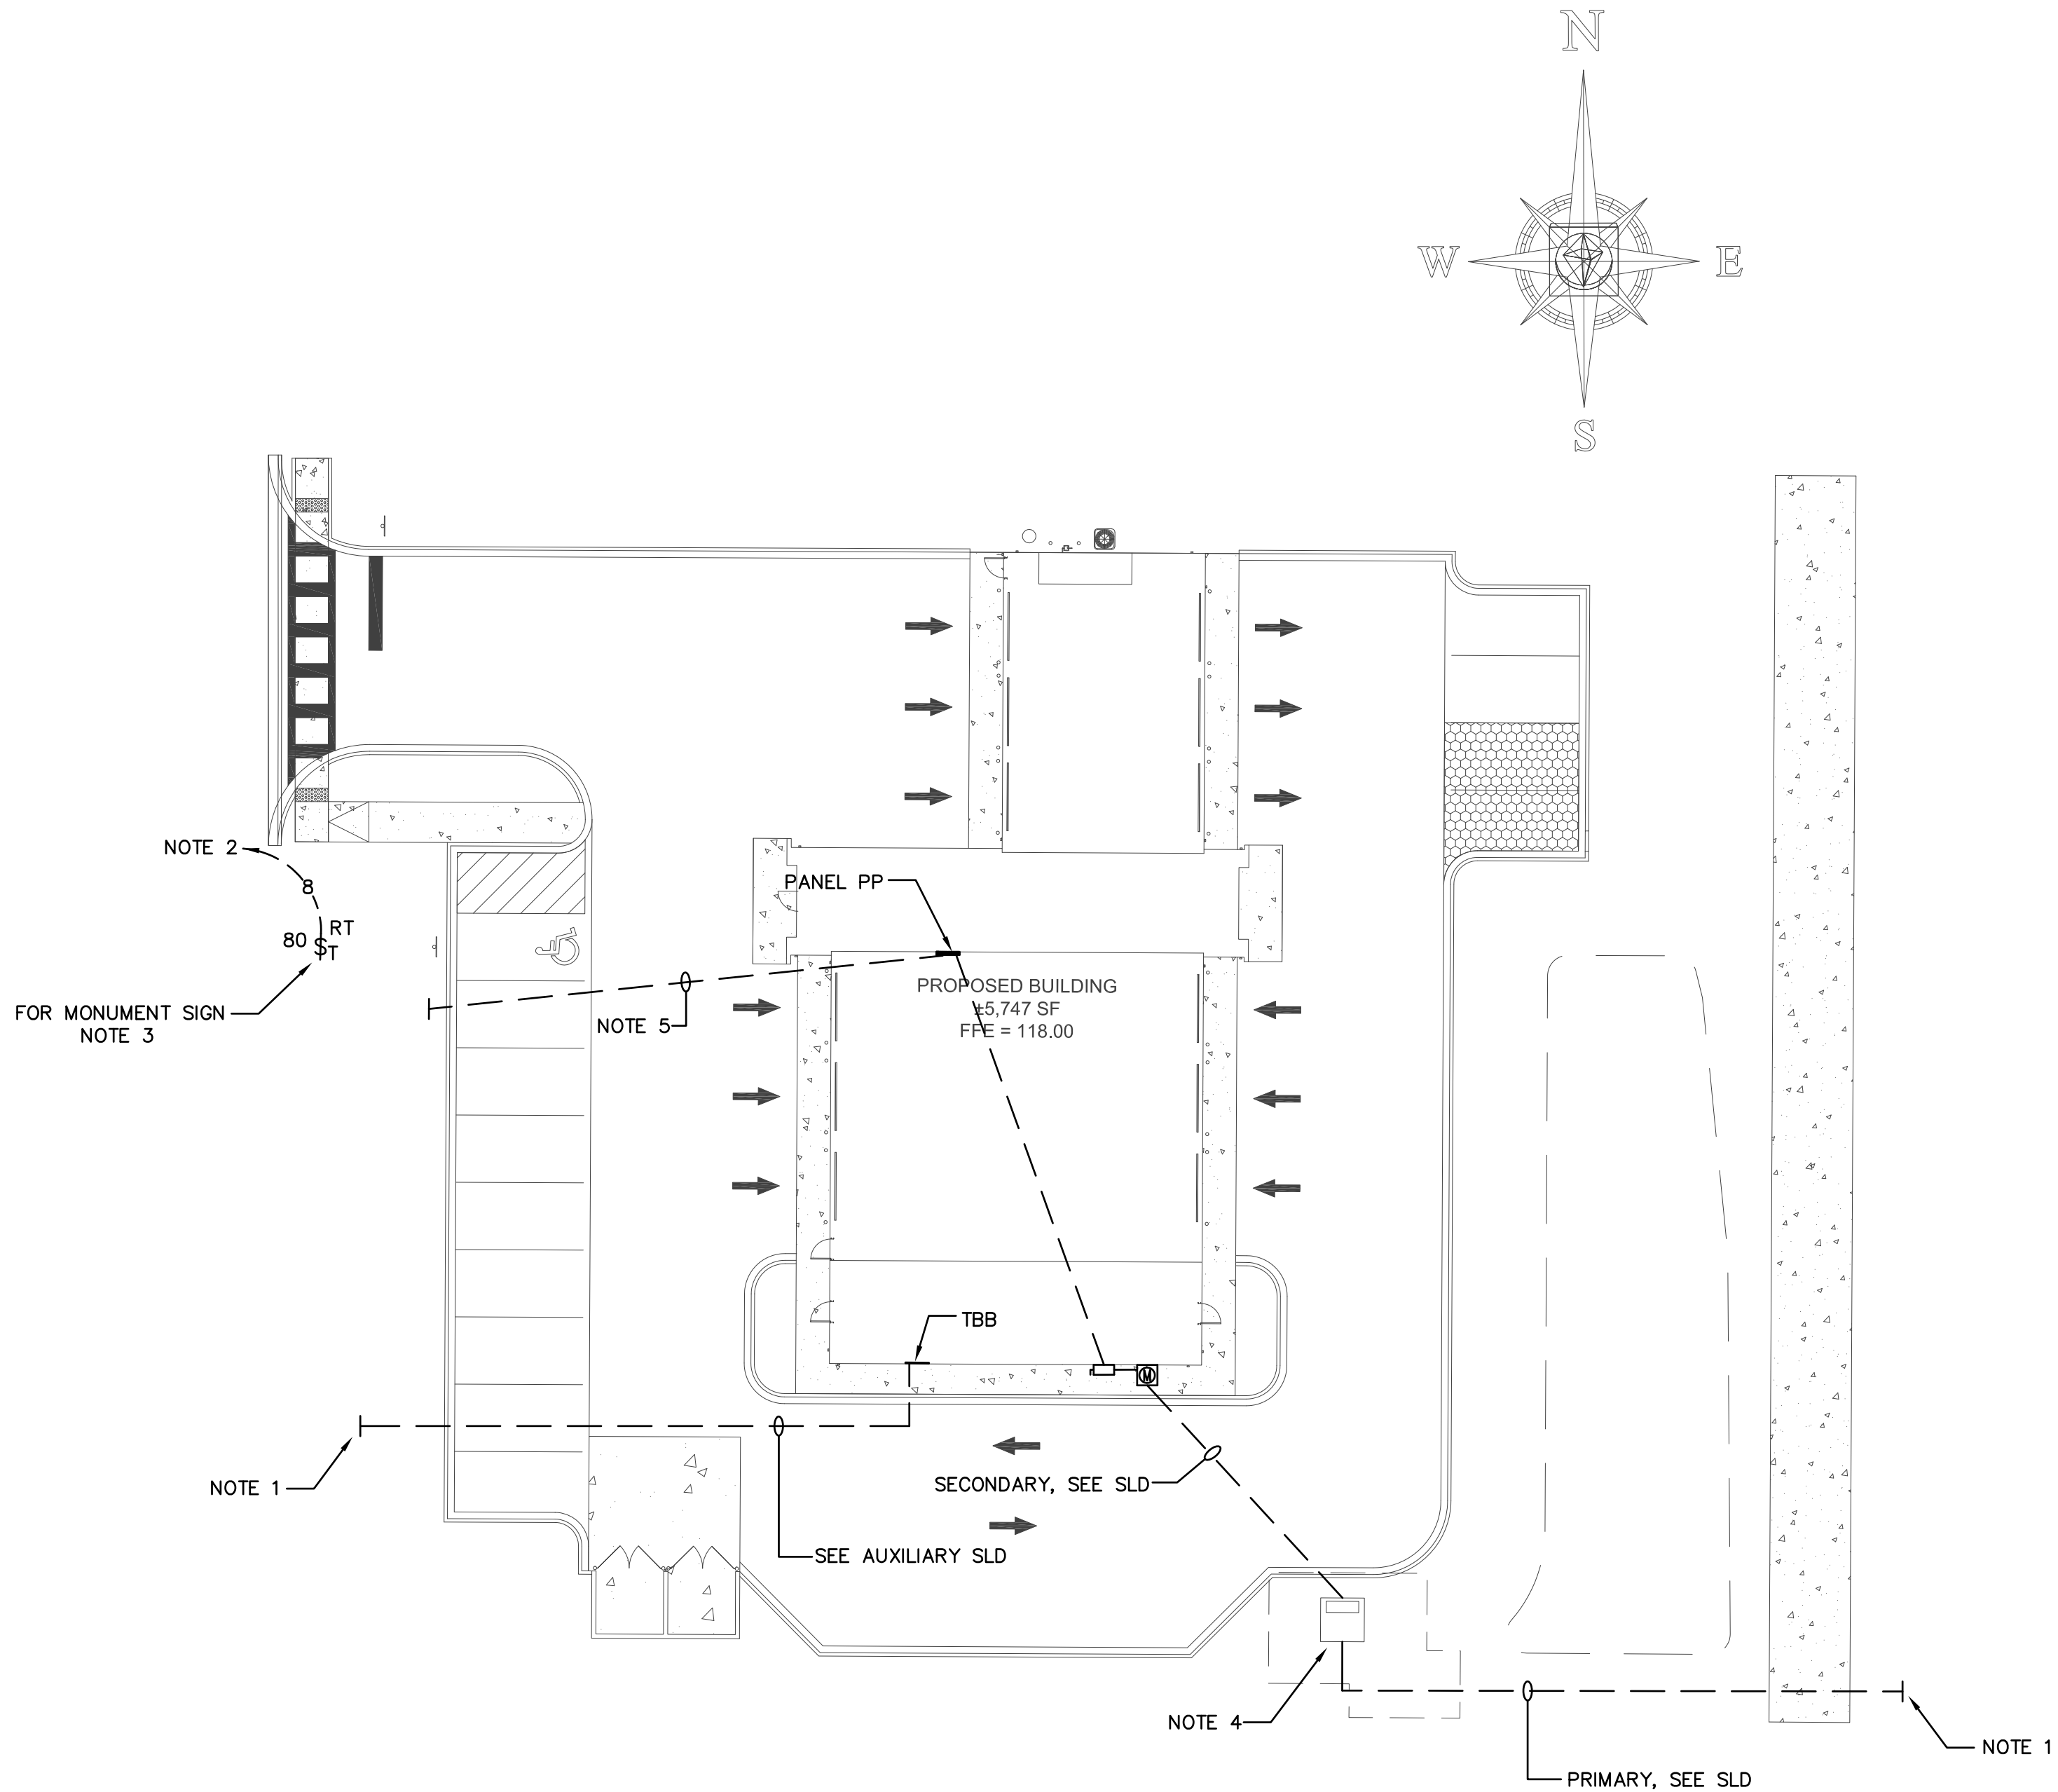 N
W
E
S
NOTE 2
8
80
RT
$T
FOR MONUMENT SIGN
NOTE 3
PANEL PP
PROPOSED BUILDING
±5,747 SF
FFE = 118.00
NOTE 5
TBB
M
NOTE 1
SECONDARY, SEE SLD
SEE AUXILIARY SLD
NOTE 4
NOTE 1
PRIMARY, SEE SLD